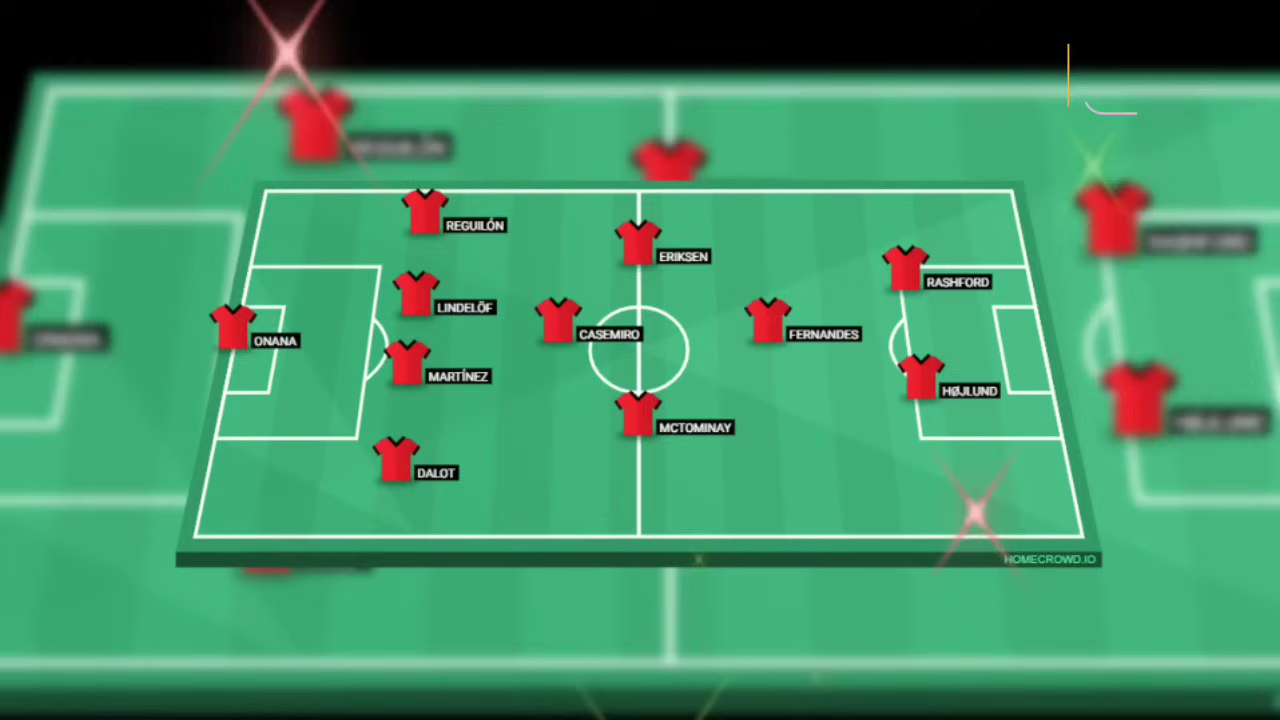 REGUILÓN
ERIKSEN
RASHFORD
LINDELÖF
CASEMIRO
FERNANDES
ONANA
MARTÍNEZ
HØJLUND
MCTOMINAY
DALOT
HOMECROWD.IO